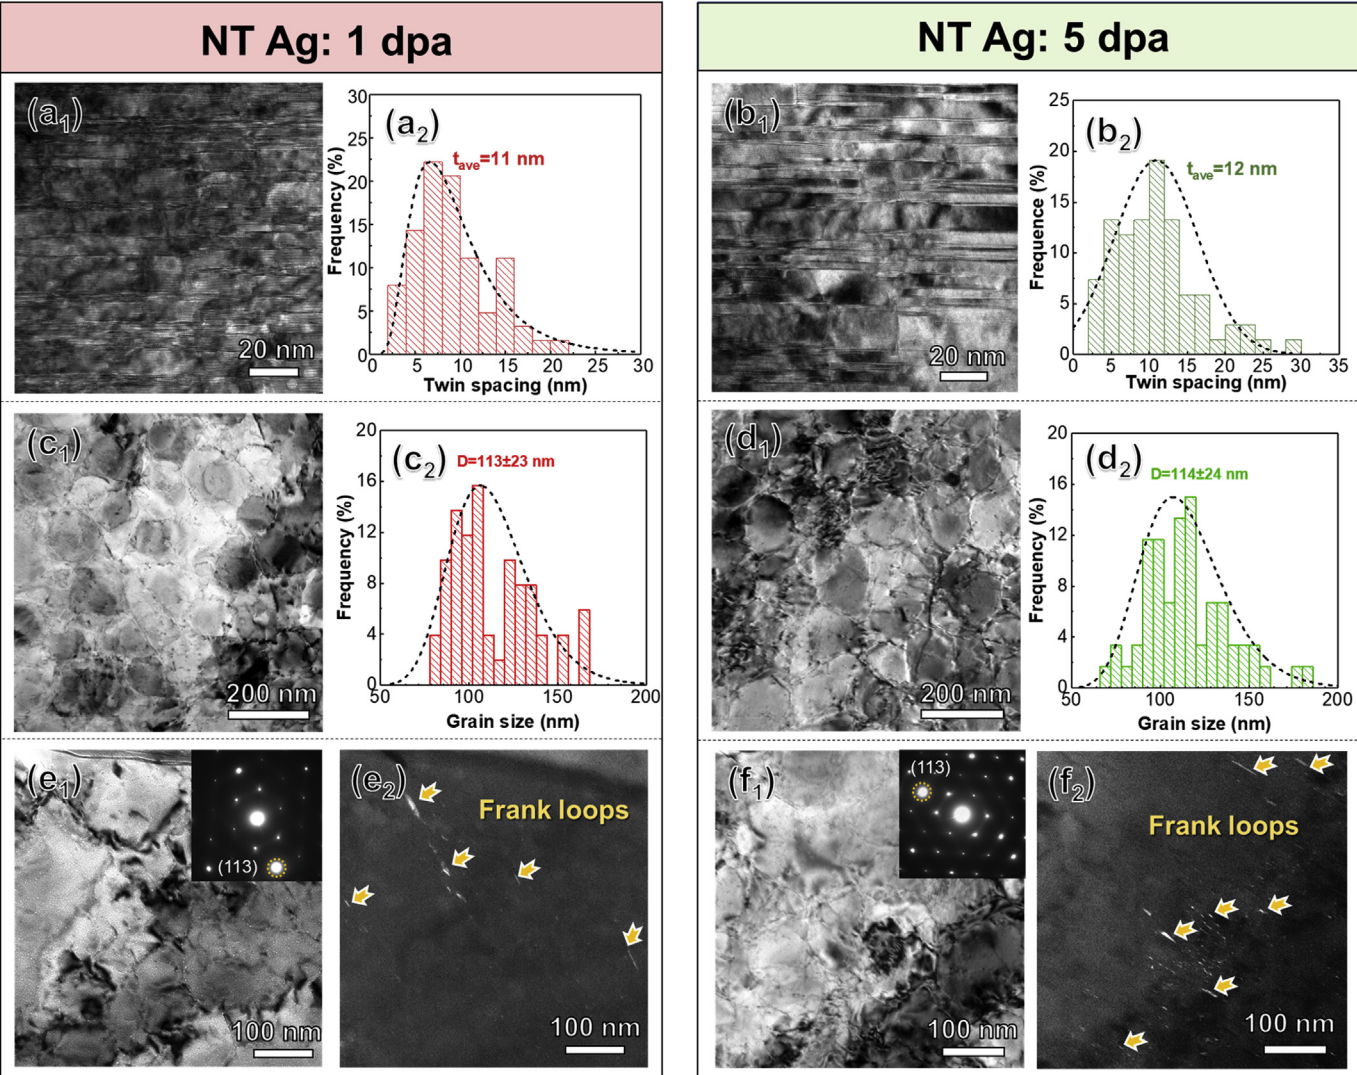 NT Ag: 1 dpa
(a1)
20 nm
(a2)
tave=11 nm
Frequency (%)
30
25
20
15
10
5
0
0 5 10 15 20 25 30
Twin spacing (nm)
(c1)
200 nm
(c2)
D=113±23 nm
Frequency (%)
20
16
12
8
4
0
50 100 150 200
Grain size (nm)
(e1)
(113)
100 nm
(e2)
Frank loops
100 nm
NT Ag: 5 dpa
(b1)
20 nm
(b2)
tave=12 nm
Frequence (%)
25
20
15
10
5
0
0 5 10 15 20 25 30 35
Twin spacing (nm)
(d1)
200 nm
(d2)
D=114±24 nm
Frequency (%)
20
16
12
8
4
0
50 100 150 200
Grain size (nm)
(f1)
(113)
100 nm
(f2)
Frank loops
100 nm